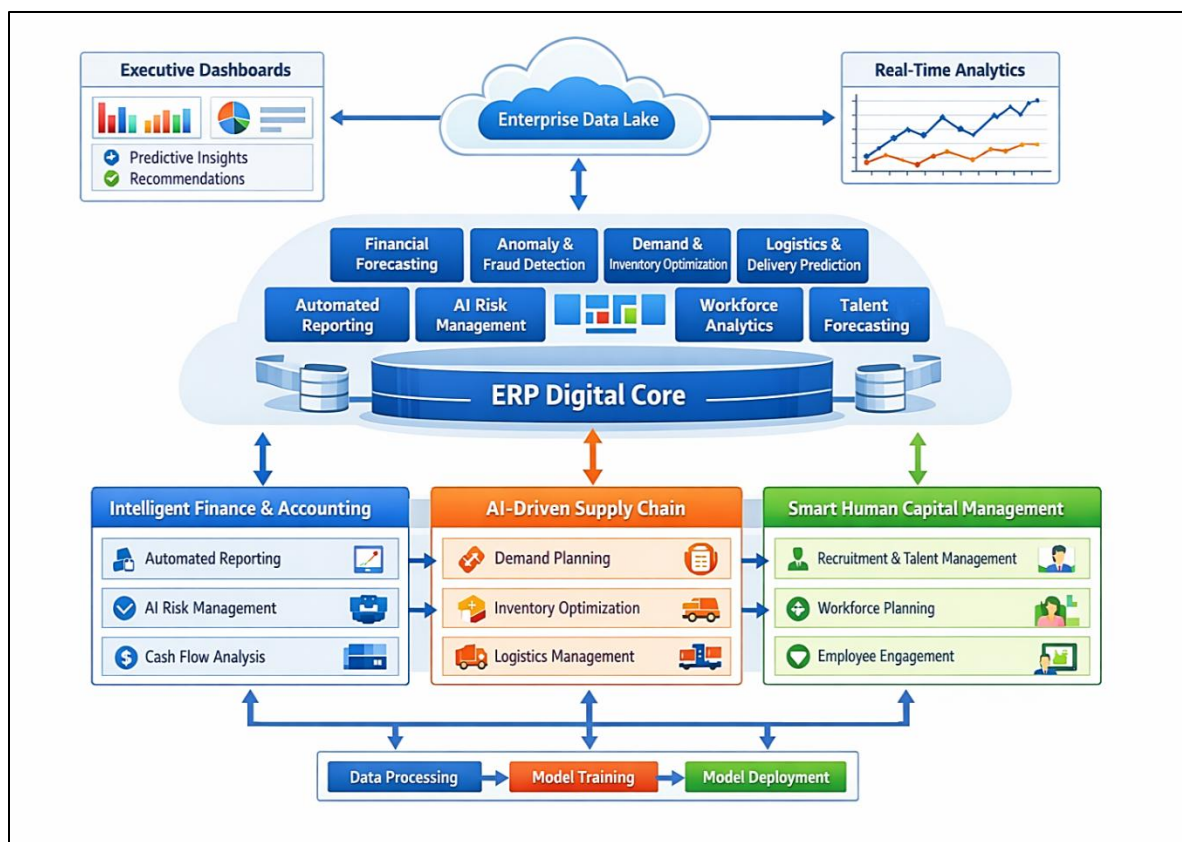 Executive Dashboards
Predictive Insights
Recommendations
Enterprise Data Lake
Real-Time Analytics
Financial
Forecasting
Anomaly &
Fraud Detection
Demand &
Inventory Optimization
Logistics &
Delivery Prediction
Automated
Reporting
AI Risk
Management
Workforce
Analytics
Talent
Forecasting
ERP Digital Core
Intelligent Finance & Accounting
Automated Reporting
AI Risk Management
Cash Flow Analysis
AI-Driven Supply Chain
Demand Planning
Inventory Optimization
Logistics Management
Smart Human Capital Management
Recruitment & Talent Management
Workforce Planning
Employee Engagement
Data Processing
Model Training
Model Deployment